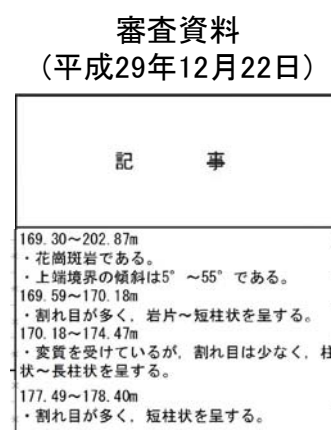 審査資料
(平成29年12月22日)
記 事
169.30～202.87m
・花崗斑岩である。
・上端境界の傾斜は5°～55°である。
169.59～170.18m
・割れ目が多く，岩片～短柱状を呈する。
170.18～174.47m
・変質を受けているが，割れ目は少なく，柱
状～長柱状を呈する。
177.49～178.40m
・割れ目が多く，短柱状を呈する。